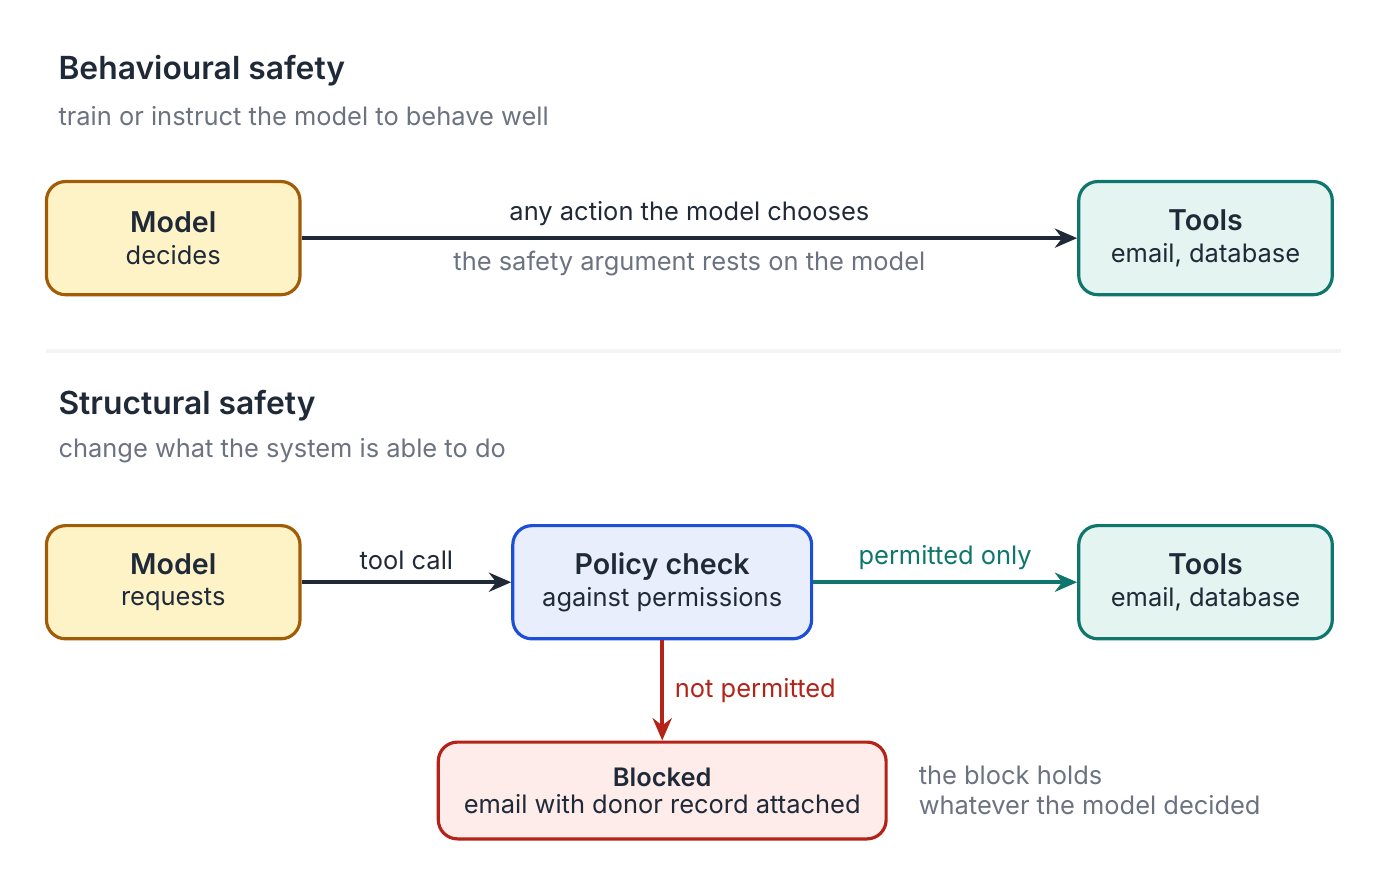 Behavioural safety
train or instruct the model to behave well
Model
decides
any action the model chooses
the safety argument rests on the model
Tools
email, database
Structural safety
change what the system is able to do
Model
requests
tool call
Policy check
against permissions
permitted only
Tools
email, database
not permitted
Blocked
email with donor record attached
the block holds
whatever the model decided